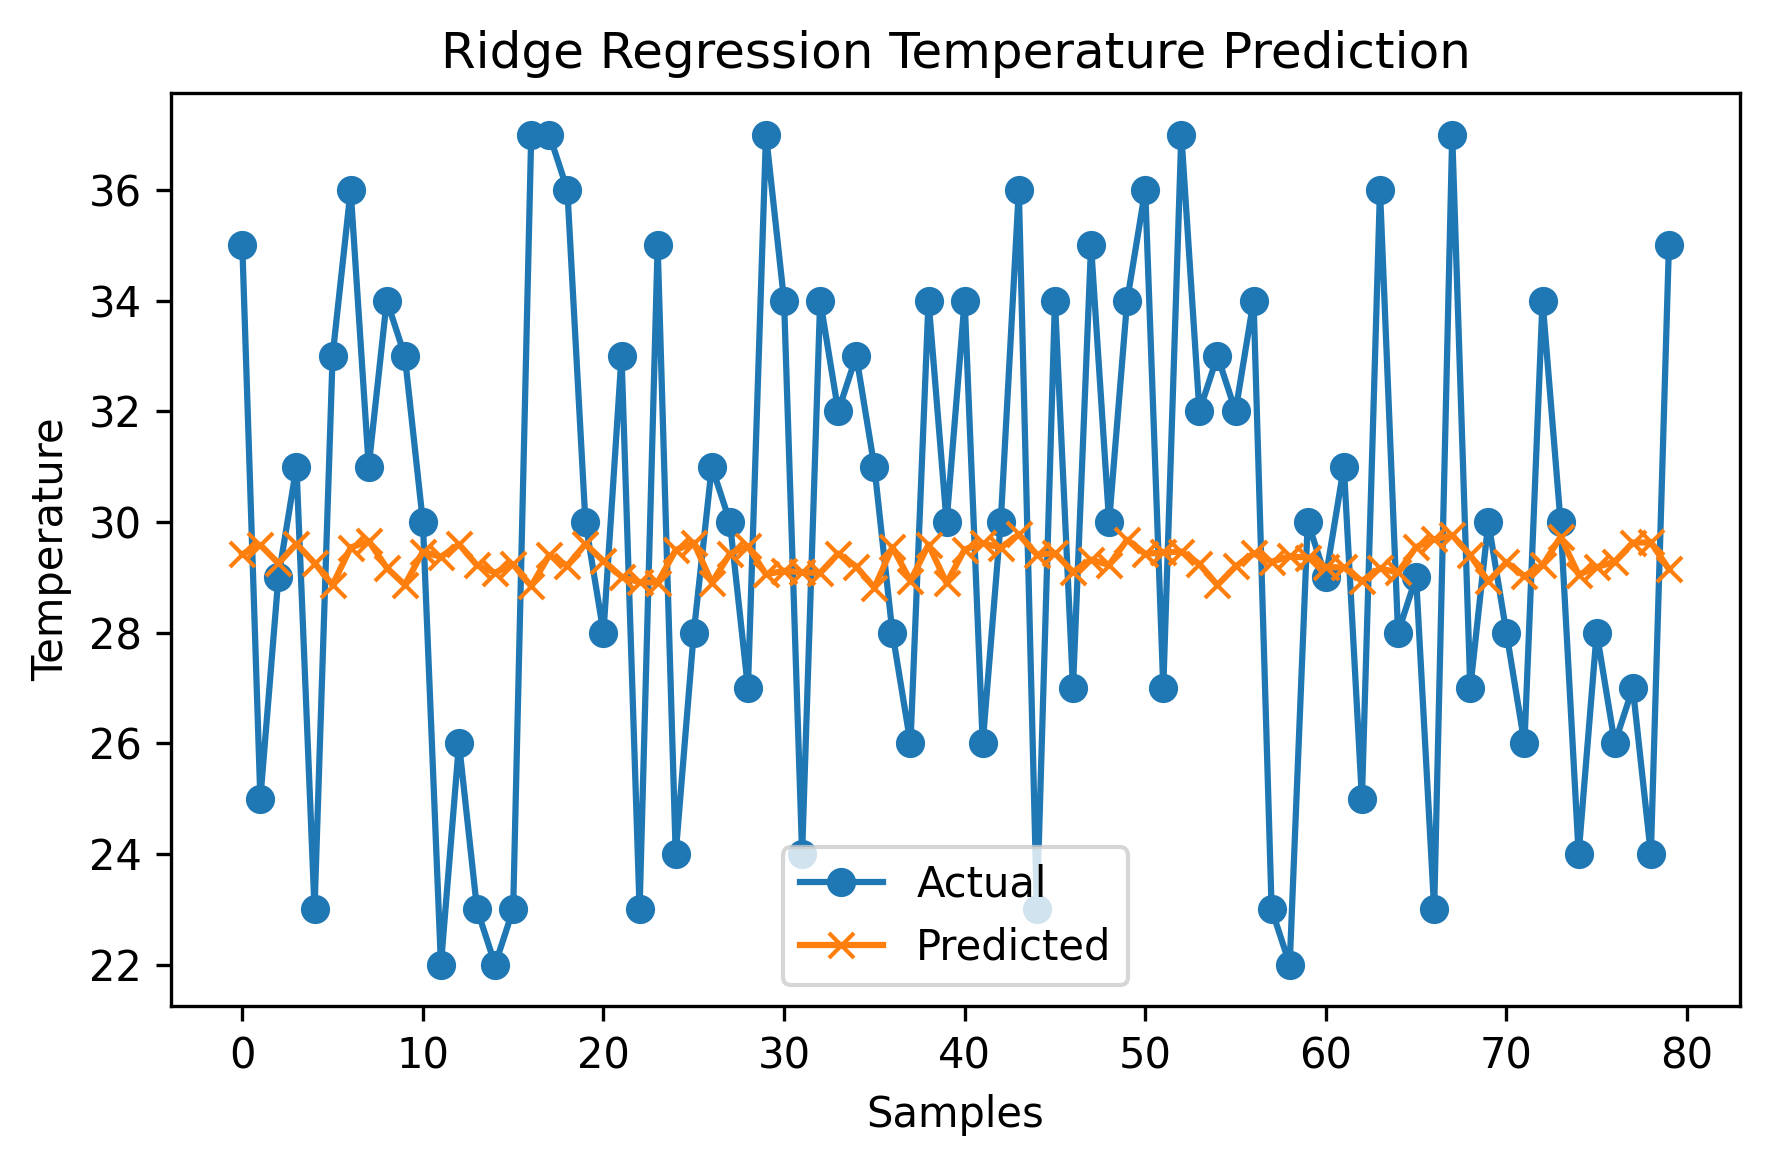 Ridge Regression Temperature Prediction
Temperature
36
34
32
30
28
26
24
22
Actual
Predicted
0 10 20 30 40 50 60 70 80
Samples